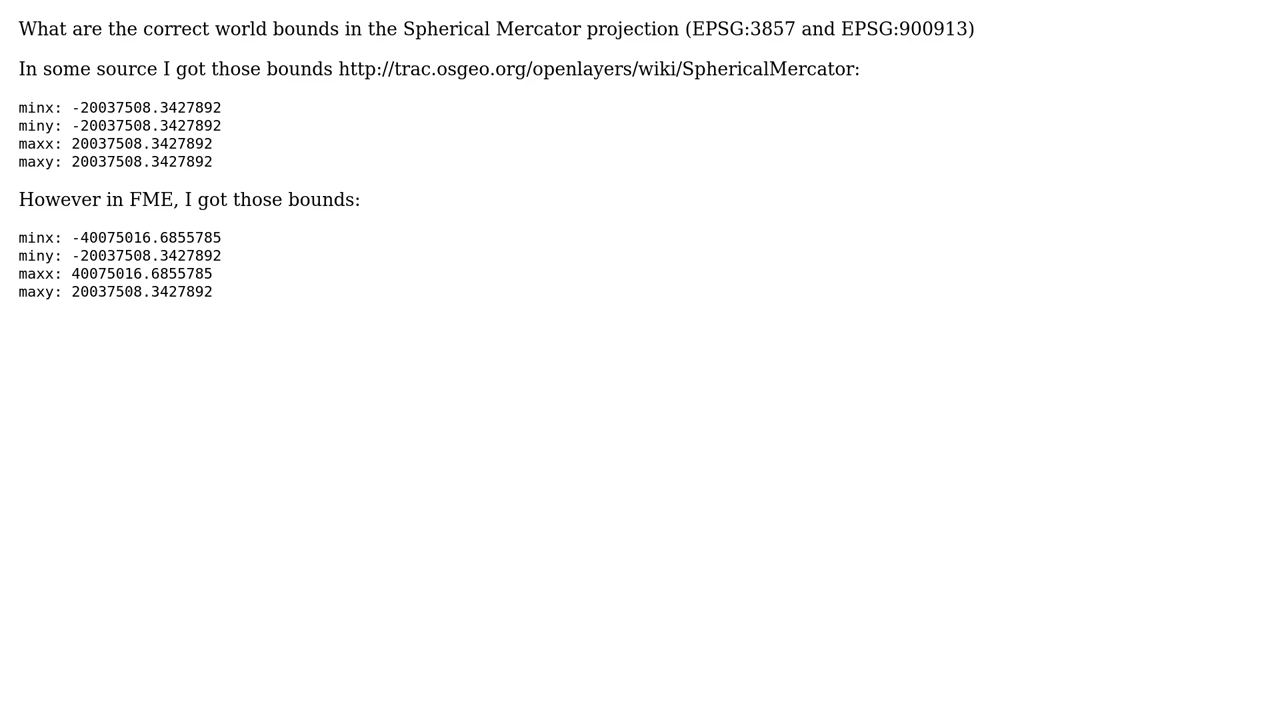 What are the correct world bounds in the Spherical Mercator projection (EPSG:3857 and EPSG:900913)
In some source I got those bounds http://trac.osgeo.org/openlayers/wiki/SphericalMercator:
minx: -20037508.3427892
miny: -20037508.3427892
maxx: 20037508.3427892
maxy: 20037508.3427892
However in FME, I got those bounds:
minx: -40075016.6855785
miny: -20037508.3427892
maxx: 40075016.6855785
maxy: 20037508.3427892